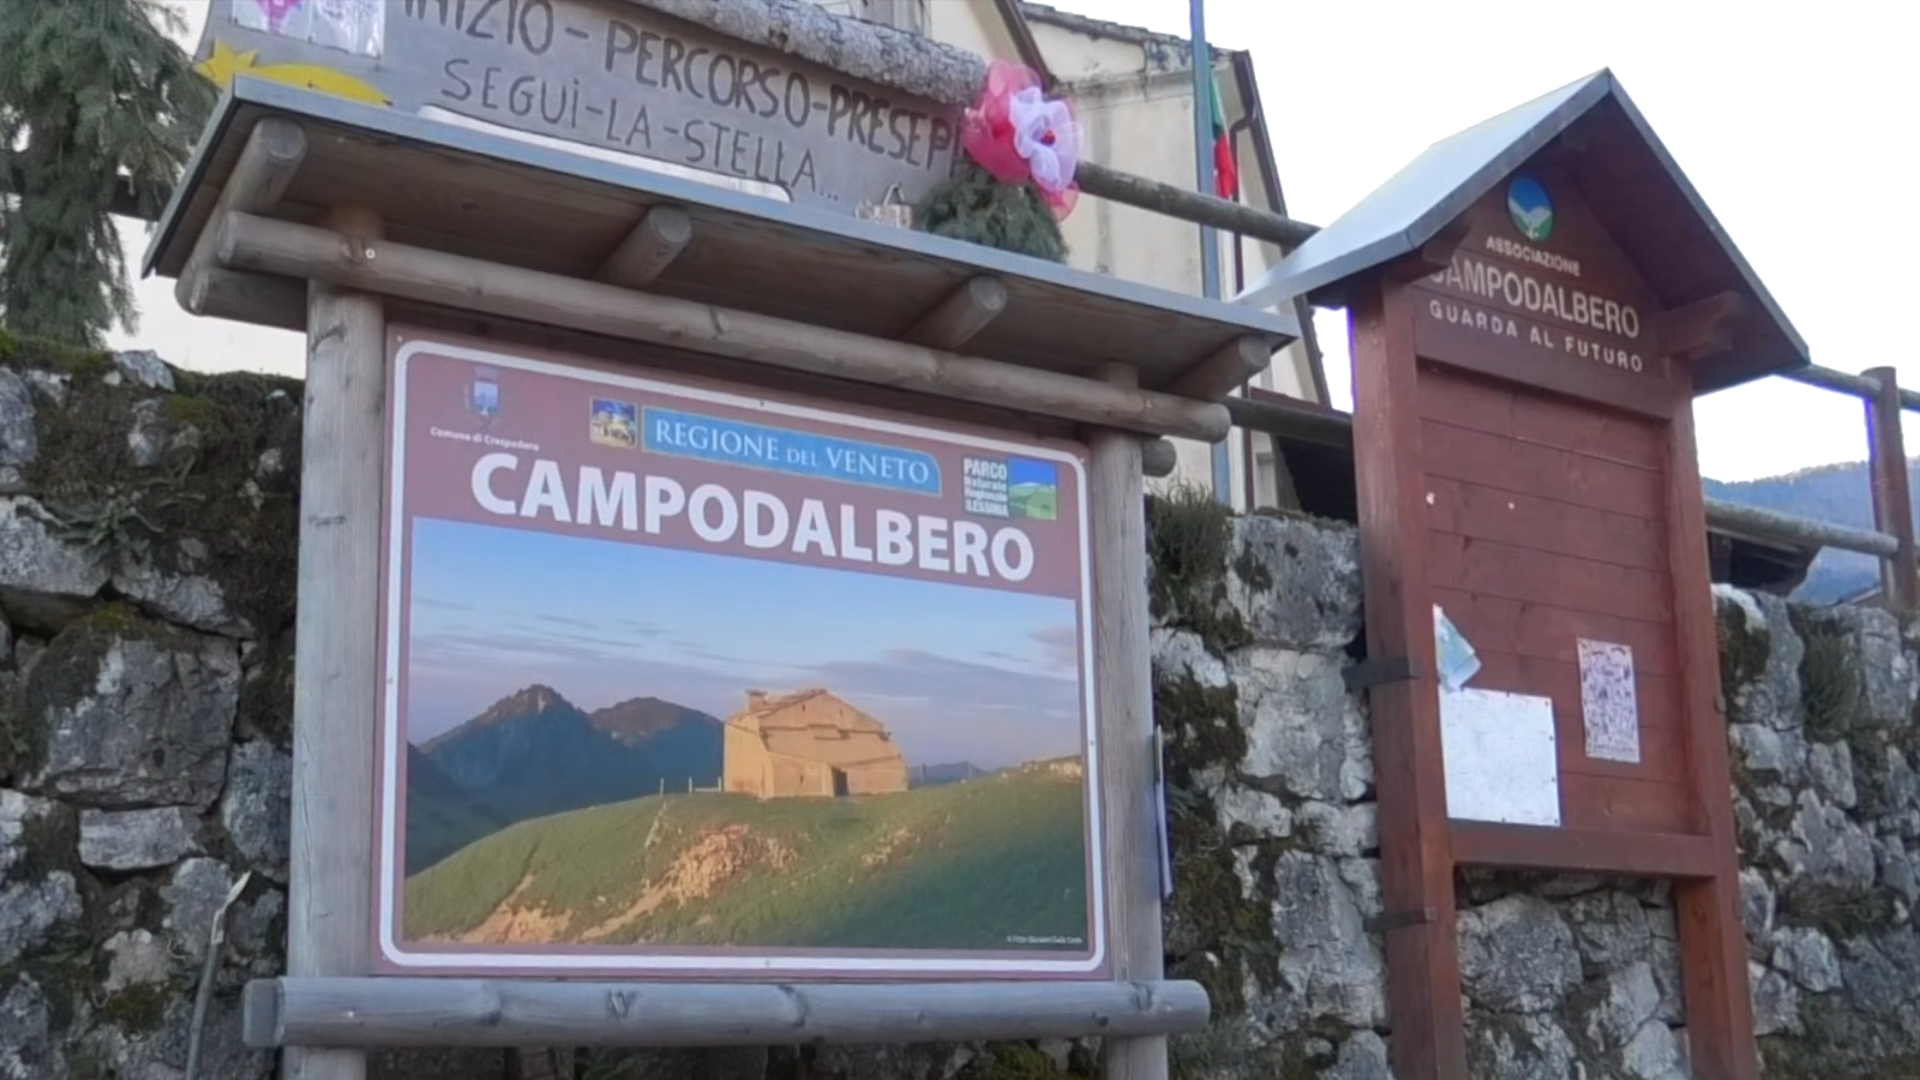 INIZIO - PERCORSO - PRESEPI
SEGUÌ - LA - STELLA...
Comune di Crespadoro
REGIONE DEL VENETO
PARCO
Naturale
Regionale
LESSINIA
CAMPODALBERO
ASSOCIAZIONE
CAMPODALBERO
GUARDA AL FUTURO